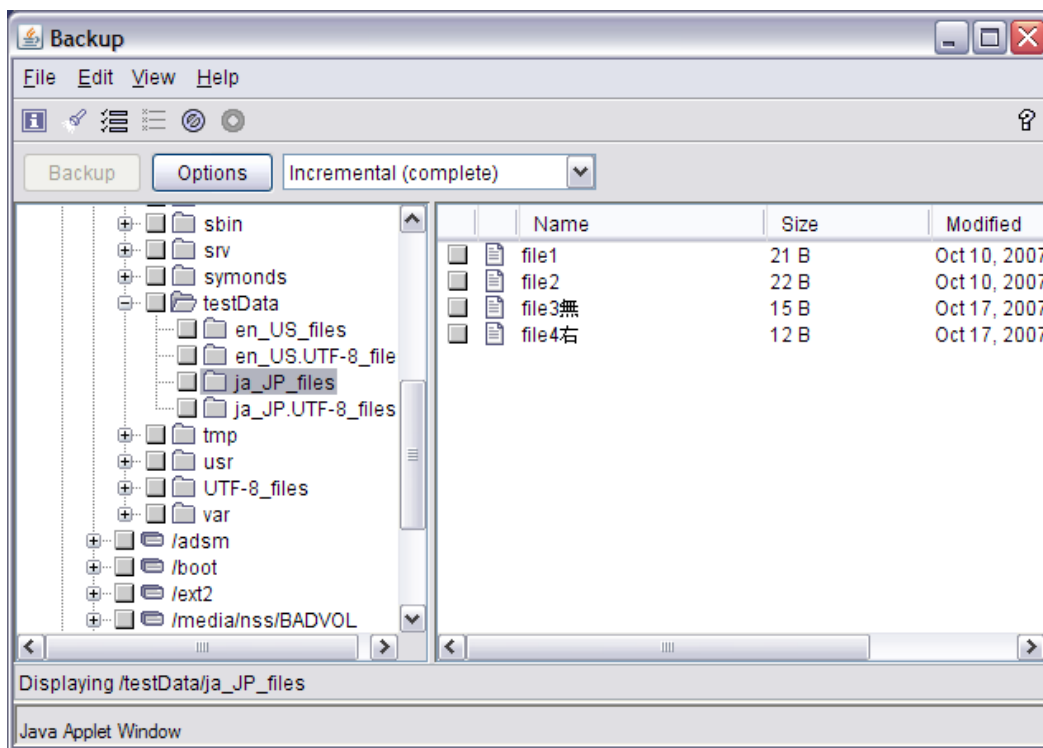 Backup
File Edit View Help
Backup Options Incremental (complete)
sbin
srv
symonds
testData
en_US_files
en_US.UTF-8_file
ja_JP_files
ja_JP.UTF-8_files
tmp
usr
UTF-8_files
var
/adsm
/boot
/ext2
/media/nss/BADVOL
Name Size Modified
file1 21 B Oct 10, 2007
file2 22 B Oct 10, 2007
file3無 15 B Oct 17, 2007
file4右 12 B Oct 17, 2007
Displaying /testData/ja_JP_files
Java Applet Window